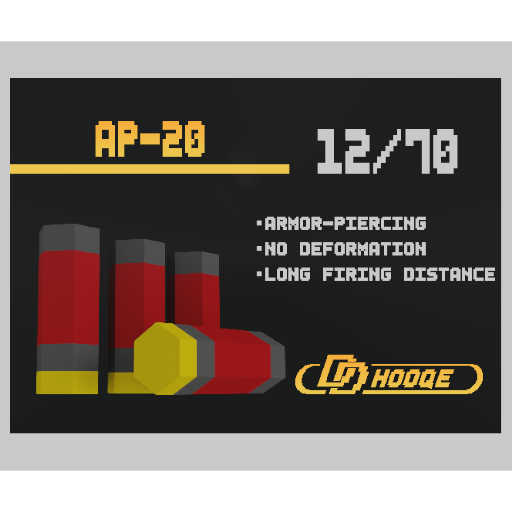 AP-20
12/70
·ARMOR-PIERCING
·NO DEFORMATION
·LONG FIRING DISTANCE
HOOQE